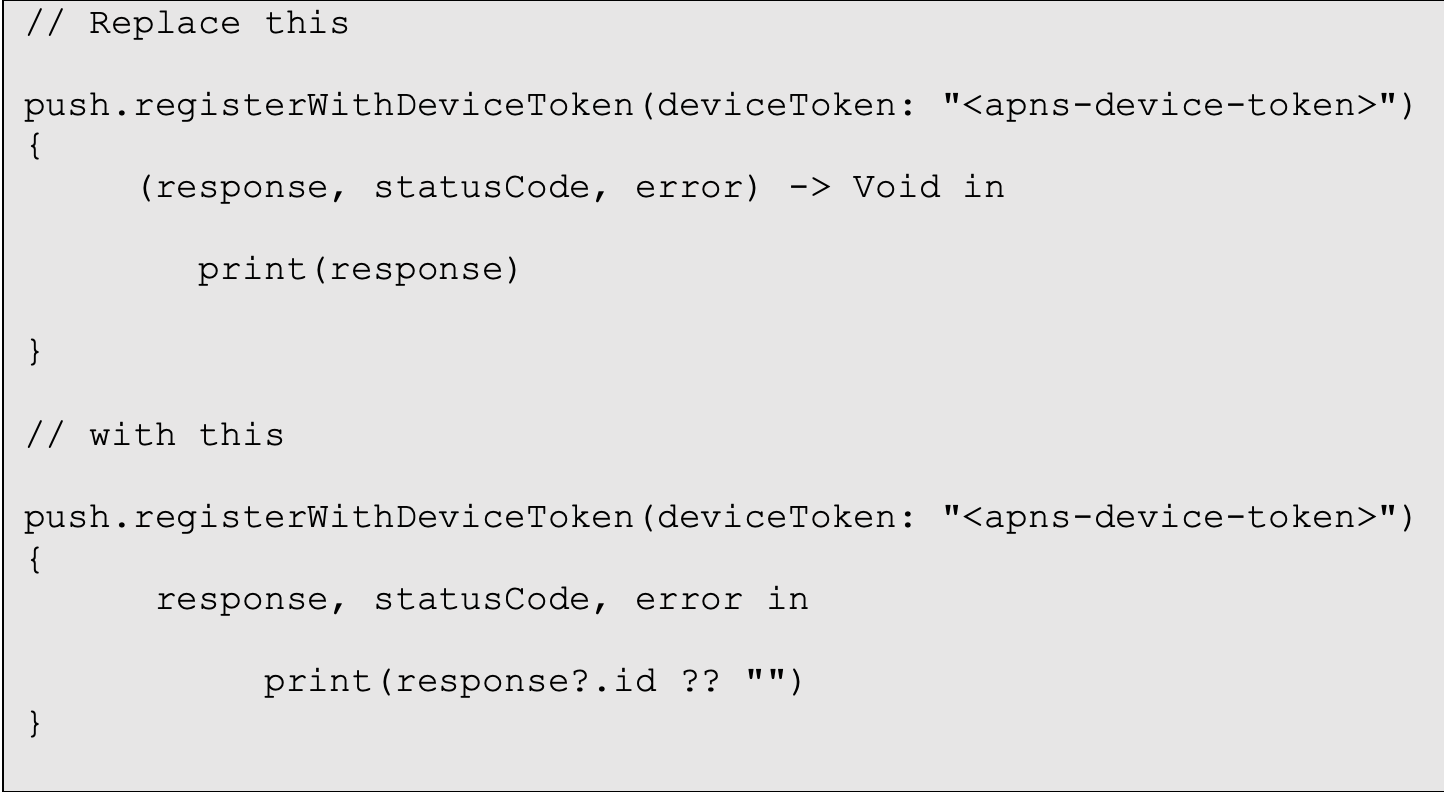 // Replace this
push.registerWithDeviceToken(deviceToken: "<apns-device-token>")
{
(response, statusCode, error) -> Void in
print(response)
}
// with this
push.registerWithDeviceToken(deviceToken: "<apns-device-token>")
{
response, statusCode, error in
print(response?.id ?? "")
}